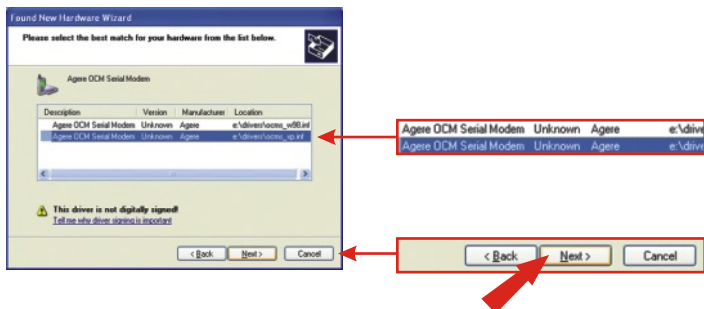 Found New Hardware Wizard
Please select the best match for your hardware from the list below.
Agere OCM Serial Modem
Description Version Manufacturer Location
Agere OCM Serial Modem Unknown Agere e:\drivers\ocms_w98.inf
Agere OCM Serial Modem Unknown Agere e:\drivers\ocms_xp.inf
This driver is not digitally signed!
Tell me why driver signing is important
< Back Next > Cancel
Agere OCM Serial Modem Unknown Agere e:\drive
Agere OCM Serial Modem Unknown Agere e:\drive
< Back Next > Cancel